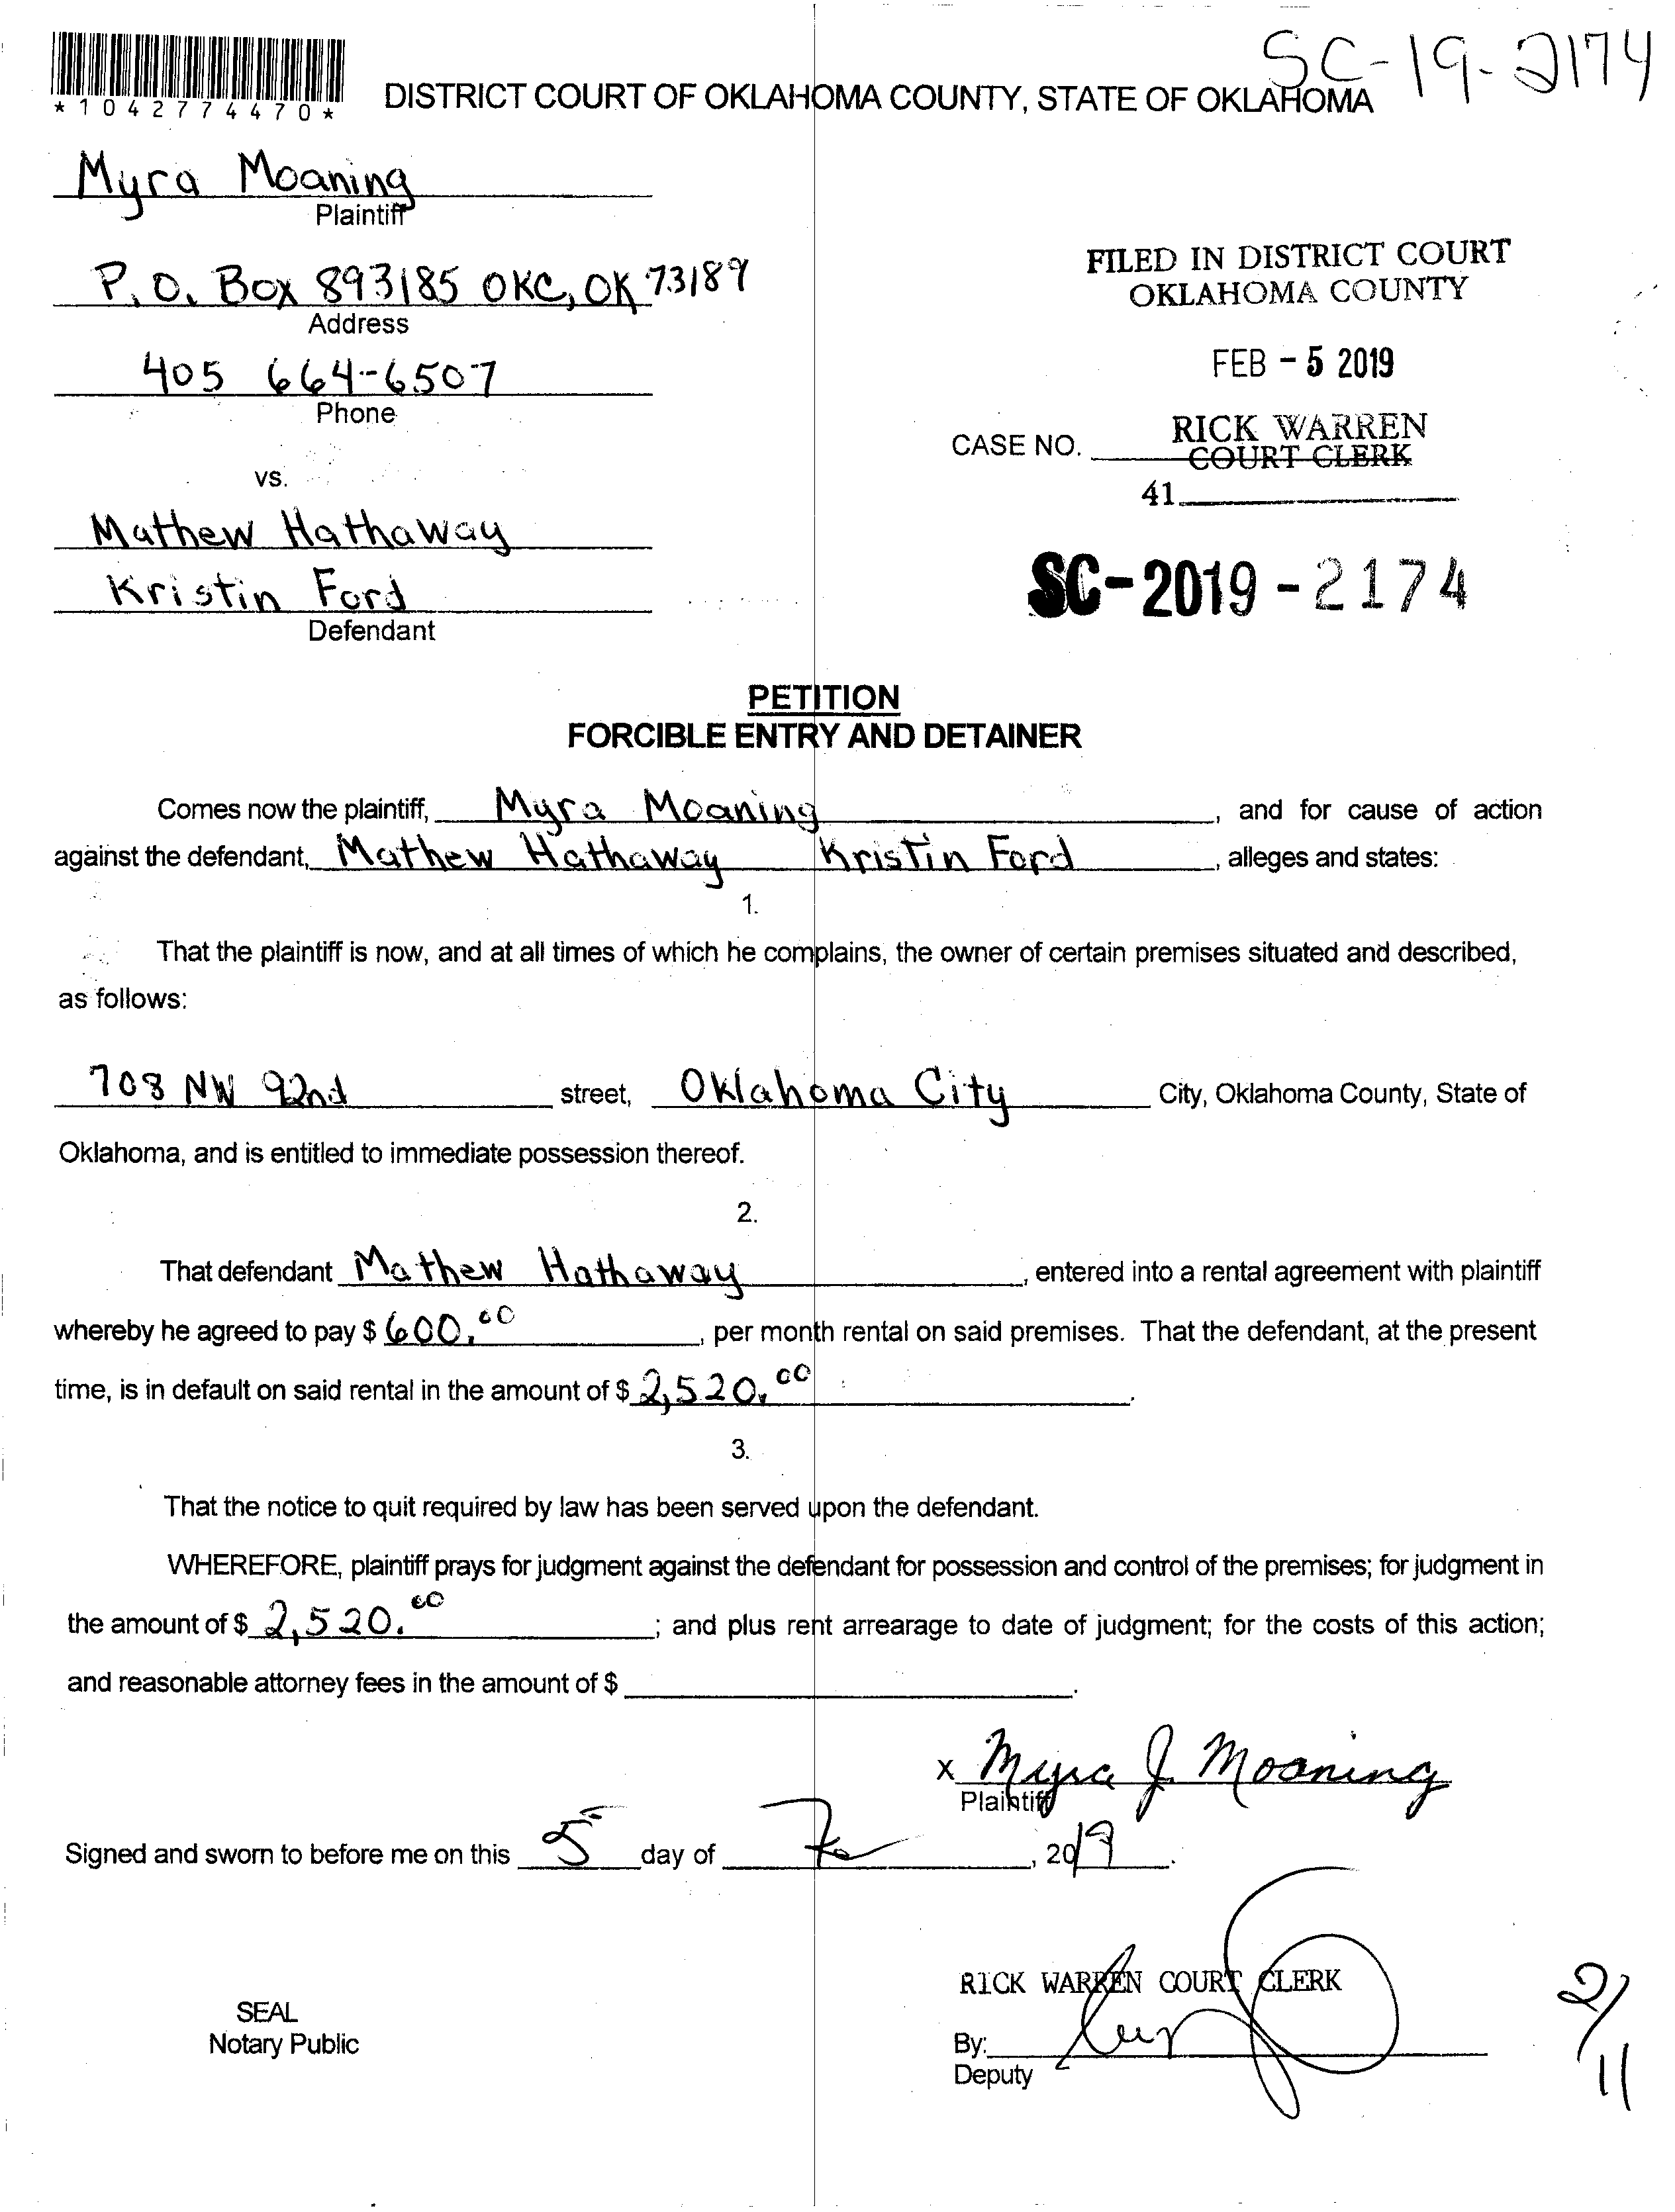 SC-19-2174
*1042774470*
DISTRICT COURT OF OKLAHOMA COUNTY, STATE OF OKLAHOMA
Myra Moaning
Plaintiff
P.O. Box 893185 OKC, OK 73189
Address
405 664-6507
Phone
FILED IN DISTRICT COURT
OKLAHOMA COUNTY
FEB - 5 2019
RICK WARREN
CASE NO. COURT CLERK
41
vs.
Mathew Hathaway
Kristin Ford
Defendant
SC-2019-2174
PETITION
FORCIBLE ENTRY AND DETAINER
Comes now the plaintiff, Myra Moaning, and for cause of action
against the defendant, Mathew Hathaway Kristin Ford, alleges and states:
1.
That the plaintiff is now, and at all times of which he complains, the owner of certain premises situated and described,
as follows:
708 NW 92nd street, Oklahoma City City, Oklahoma County, State of
Oklahoma, and is entitled to immediate possession thereof.
2.
That defendant Mathew Hathaway, entered into a rental agreement with plaintiff
whereby he agreed to pay $ 600.00, per month rental on said premises. That the defendant, at the present
time, is in default on said rental in the amount of $ 2,520.00.
3.
That the notice to quit required by law has been served upon the defendant.
WHEREFORE, plaintiff prays for judgment against the defendant for possession and control of the premises; for judgment in
the amount of $ 2,520.00; and plus rent arrearage to date of judgment; for the costs of this action;
and reasonable attorney fees in the amount of $ .
x Myra J. Moaning
Plaintiff
Signed and sworn to before me on this 5 day of , 2019.
RICK WARREN COURT CLERK
SEAL
Notary Public
By:
Deputy
2/11